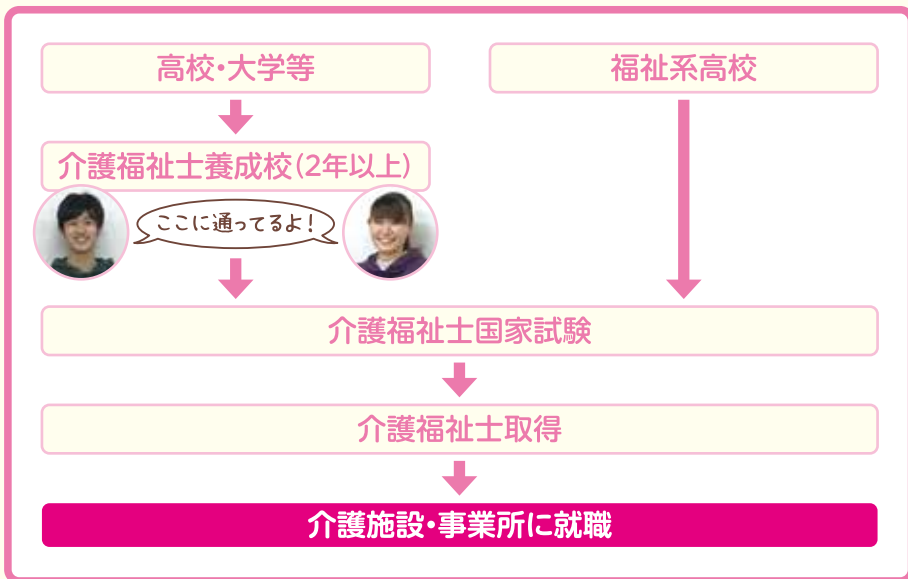 高校・大学等
福祉系高校
介護福祉士養成校(2年以上)
ここに通ってるよ!
介護福祉士国家試験
介護福祉士取得
介護施設・事業所に就職